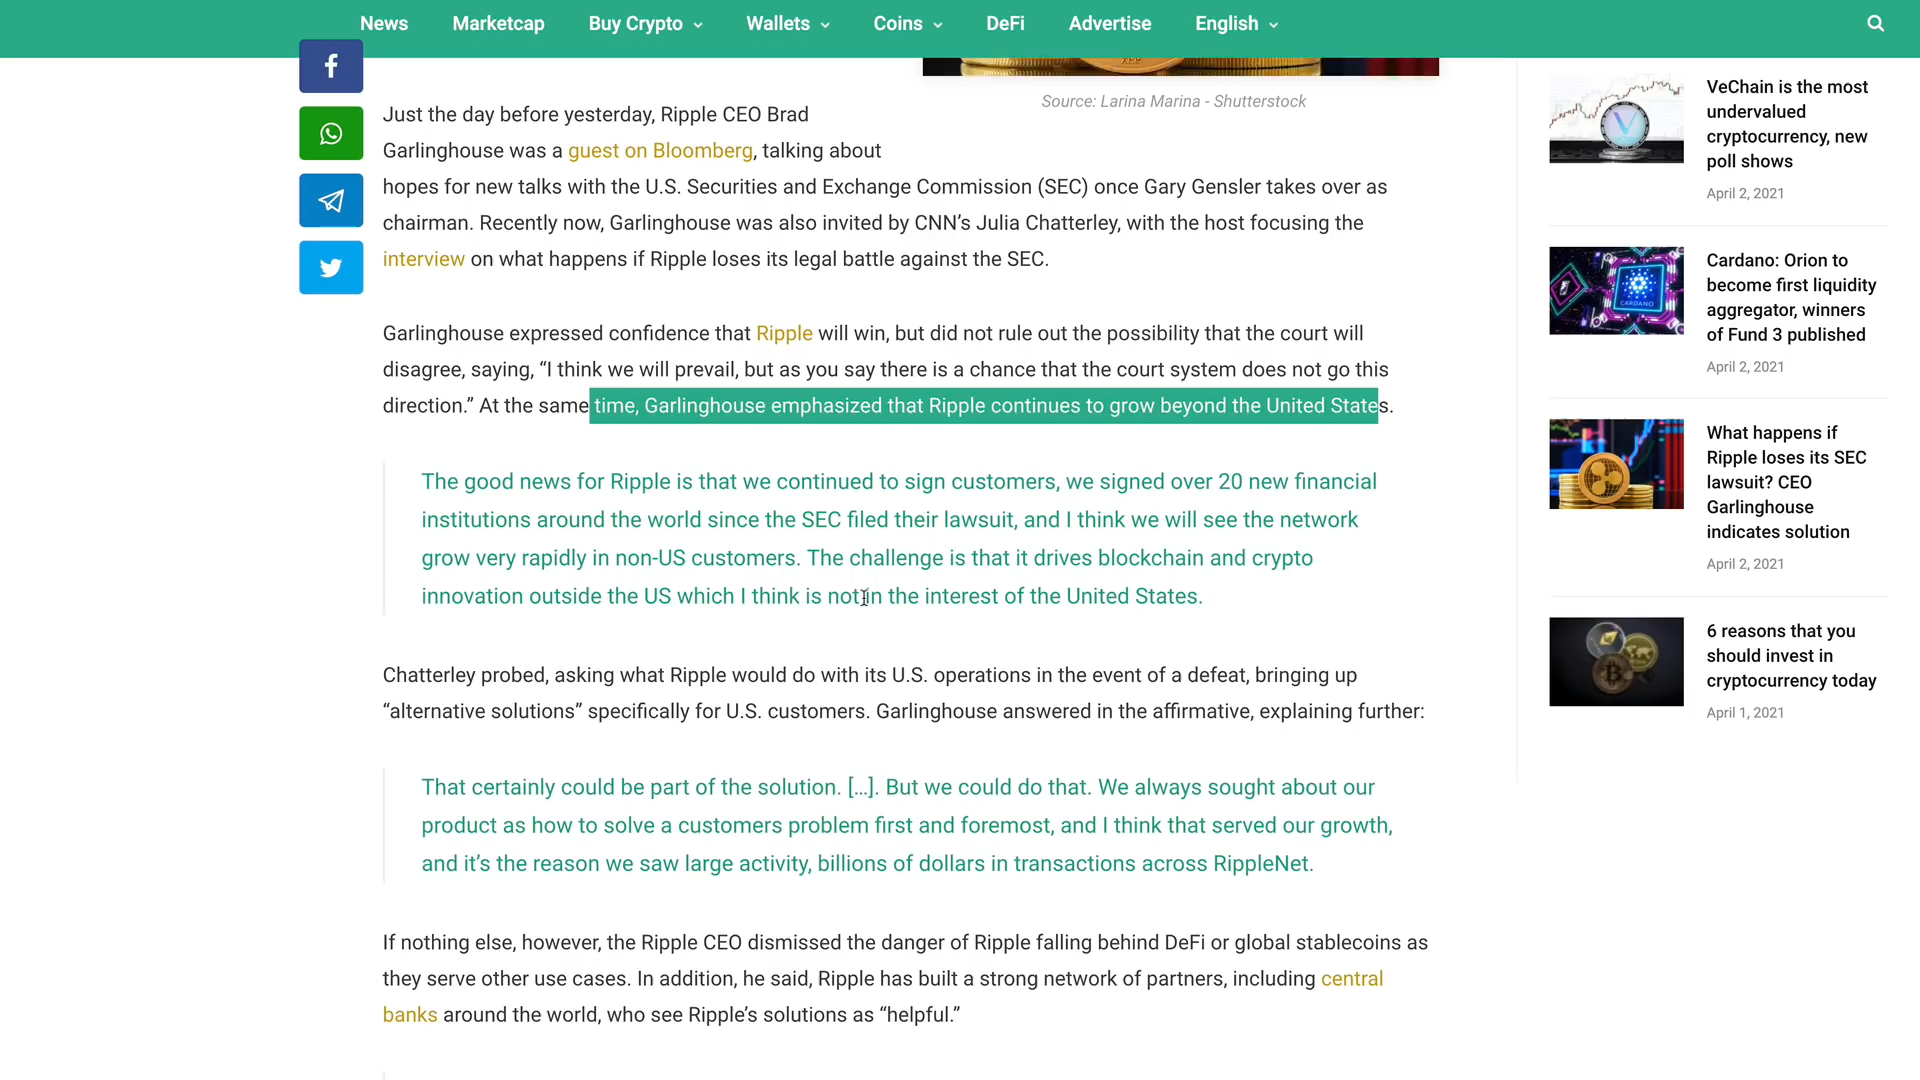 News Marketcap Buy Crypto Wallets Coins DeFi Advertise English
XRP
Source: Larina Marina - Shutterstock
Just the day before yesterday, Ripple CEO Brad
Garlinghouse was a guest on Bloomberg, talking about
hopes for new talks with the U.S. Securities and Exchange Commission (SEC) once Gary Gensler takes over as
chairman. Recently now, Garlinghouse was also invited by CNN’s Julia Chatterley, with the host focusing the
interview on what happens if Ripple loses its legal battle against the SEC.
Garlinghouse expressed confidence that Ripple will win, but did not rule out the possibility that the court will
disagree, saying, “I think we will prevail, but as you say there is a chance that the court system does not go this
direction.” At the same time, Garlinghouse emphasized that Ripple continues to grow beyond the United States.
The good news for Ripple is that we continued to sign customers, we signed over 20 new financial
institutions around the world since the SEC filed their lawsuit, and I think we will see the network
grow very rapidly in non-US customers. The challenge is that it drives blockchain and crypto
innovation outside the US which I think is not in the interest of the United States.
Chatterley probed, asking what Ripple would do with its U.S. operations in the event of a defeat, bringing up
“alternative solutions” specifically for U.S. customers. Garlinghouse answered in the affirmative, explaining further:
That certainly could be part of the solution. […]. But we could do that. We always sought about our
product as how to solve a customers problem first and foremost, and I think that served our growth,
and it’s the reason we saw large activity, billions of dollars in transactions across RippleNet.
If nothing else, however, the Ripple CEO dismissed the danger of Ripple falling behind DeFi or global stablecoins as
they serve other use cases. In addition, he said, Ripple has built a strong network of partners, including central
banks around the world, who see Ripple’s solutions as “helpful.”
VeChain is the most
undervalued
cryptocurrency, new
poll shows
April 2, 2021
CARDANO
Cardano: Orion to
become first liquidity
aggregator, winners
of Fund 3 published
April 2, 2021
What happens if
Ripple loses its SEC
lawsuit? CEO
Garlinghouse
indicates solution
April 2, 2021
6 reasons that you
should invest in
cryptocurrency today
April 1, 2021